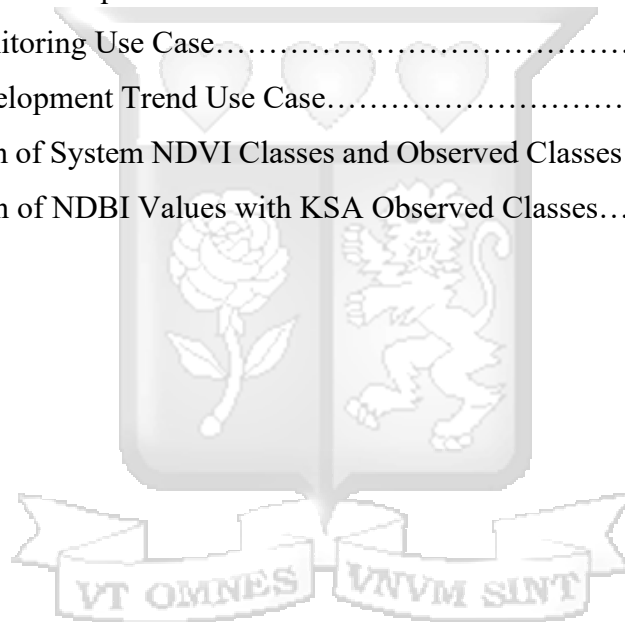 nitoring Use Case……………………………………
elopment Trend Use Case…………………………
n of System NDVI Classes and Observed Classes
n of NDBI Values with KSA Observed Classes…
VT OMNES VNVM SINT